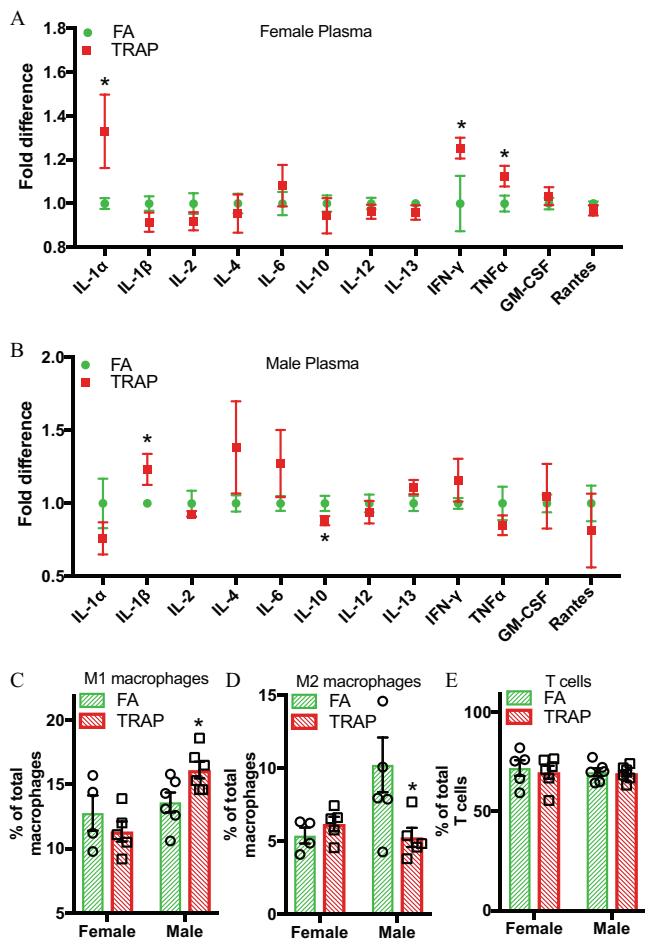 A
Female Plasma
FA
TRAP
Fold difference
1.8
1.6
1.4
1.2
1.0
0.8
*
*
*
IL-1α
IL-1β
IL-2
IL-4
IL-6
IL-10
IL-12
IL-13
IFN-γ
TNFα
GM-CSF
Rantes
B
Male Plasma
FA
TRAP
Fold difference
2.0
1.5
1.0
0.5
*
*
IL-1α
IL-1β
IL-2
IL-4
IL-6
IL-10
IL-12
IL-13
IFN-γ
TNFα
GM-CSF
Rantes
C
M1 macrophages
FA
TRAP
% of total
macrophages
20
15
10
5
*
Female
Male
D
M2 macrophages
FA
TRAP
% of total
macrophages
15
10
5
0
*
Female
Male
E
T cells
FA
TRAP
% of total
T cells
100
50
0
Female
Male